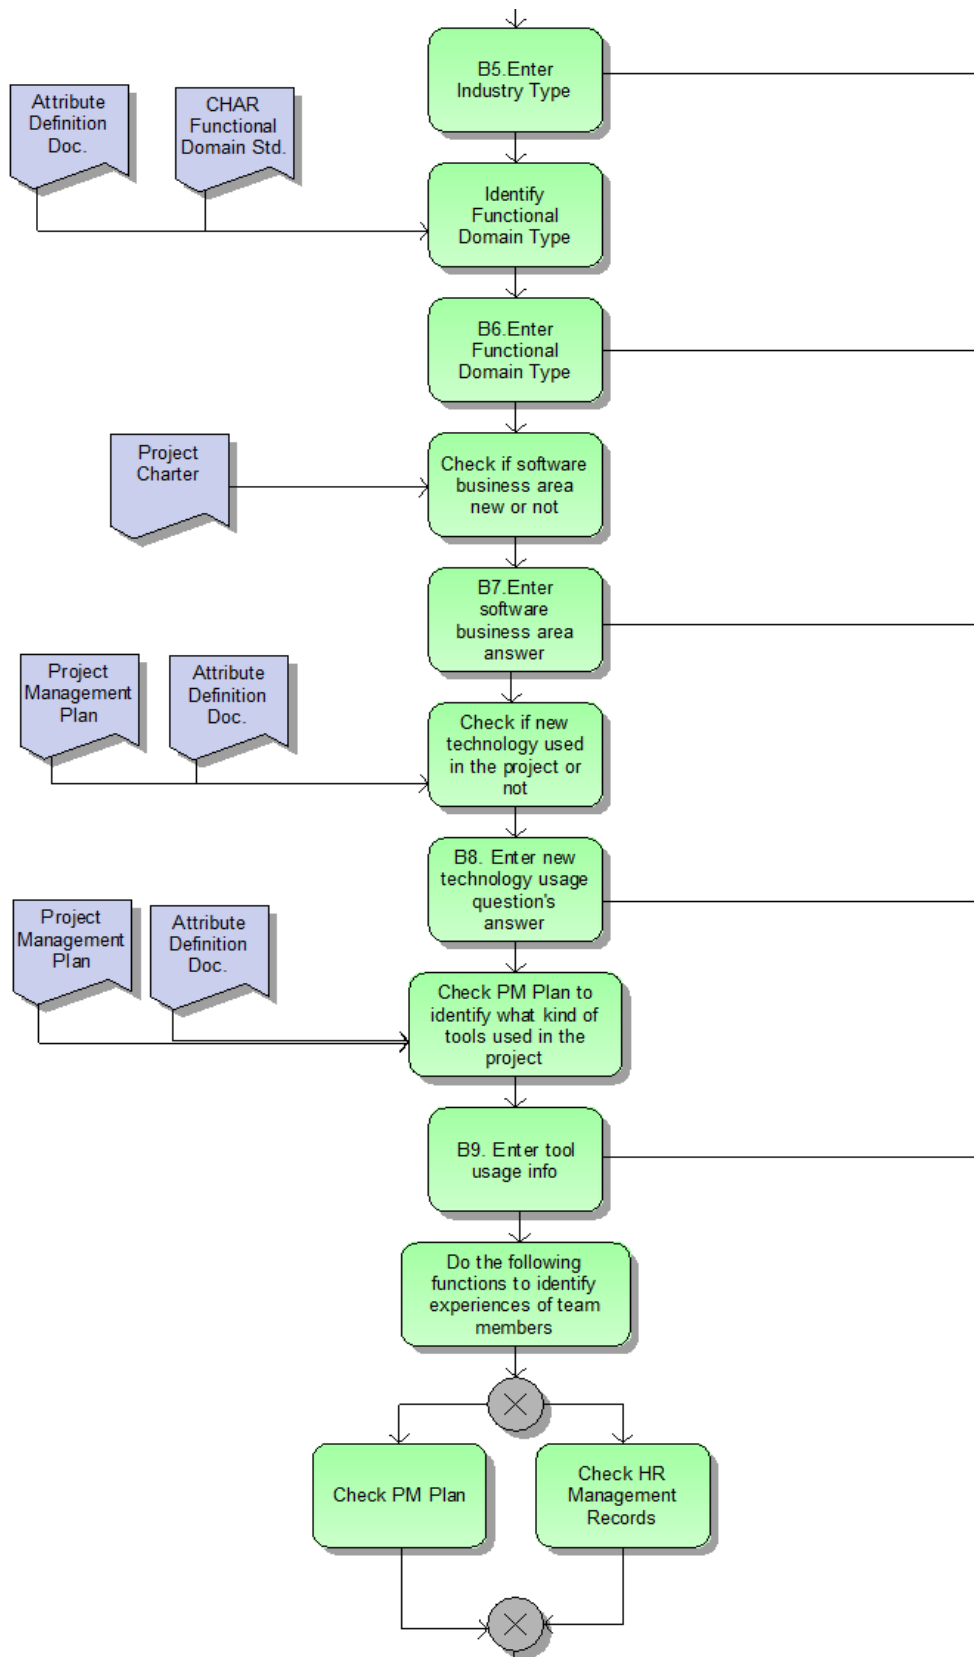 B5.Enter
Industry Type
Attribute
Definition
Doc.
CHAR
Functional
Domain Std.
Identify
Functional
Domain Type
B6.Enter
Functional
Domain Type
Project
Charter
Check if software
business area
new or not
B7.Enter
software
business area
answer
Project
Management
Plan
Attribute
Definition
Doc.
Check if new
technology used
in the project or
not
B8. Enter new
technology usage
question's
answer
Project
Management
Plan
Attribute
Definition
Doc.
Check PM Plan to
identify what kind of
tools used in the
project
B9. Enter tool
usage info
Do the following
functions to identify
experiences of team
members
Check PM Plan
Check HR
Management
Records